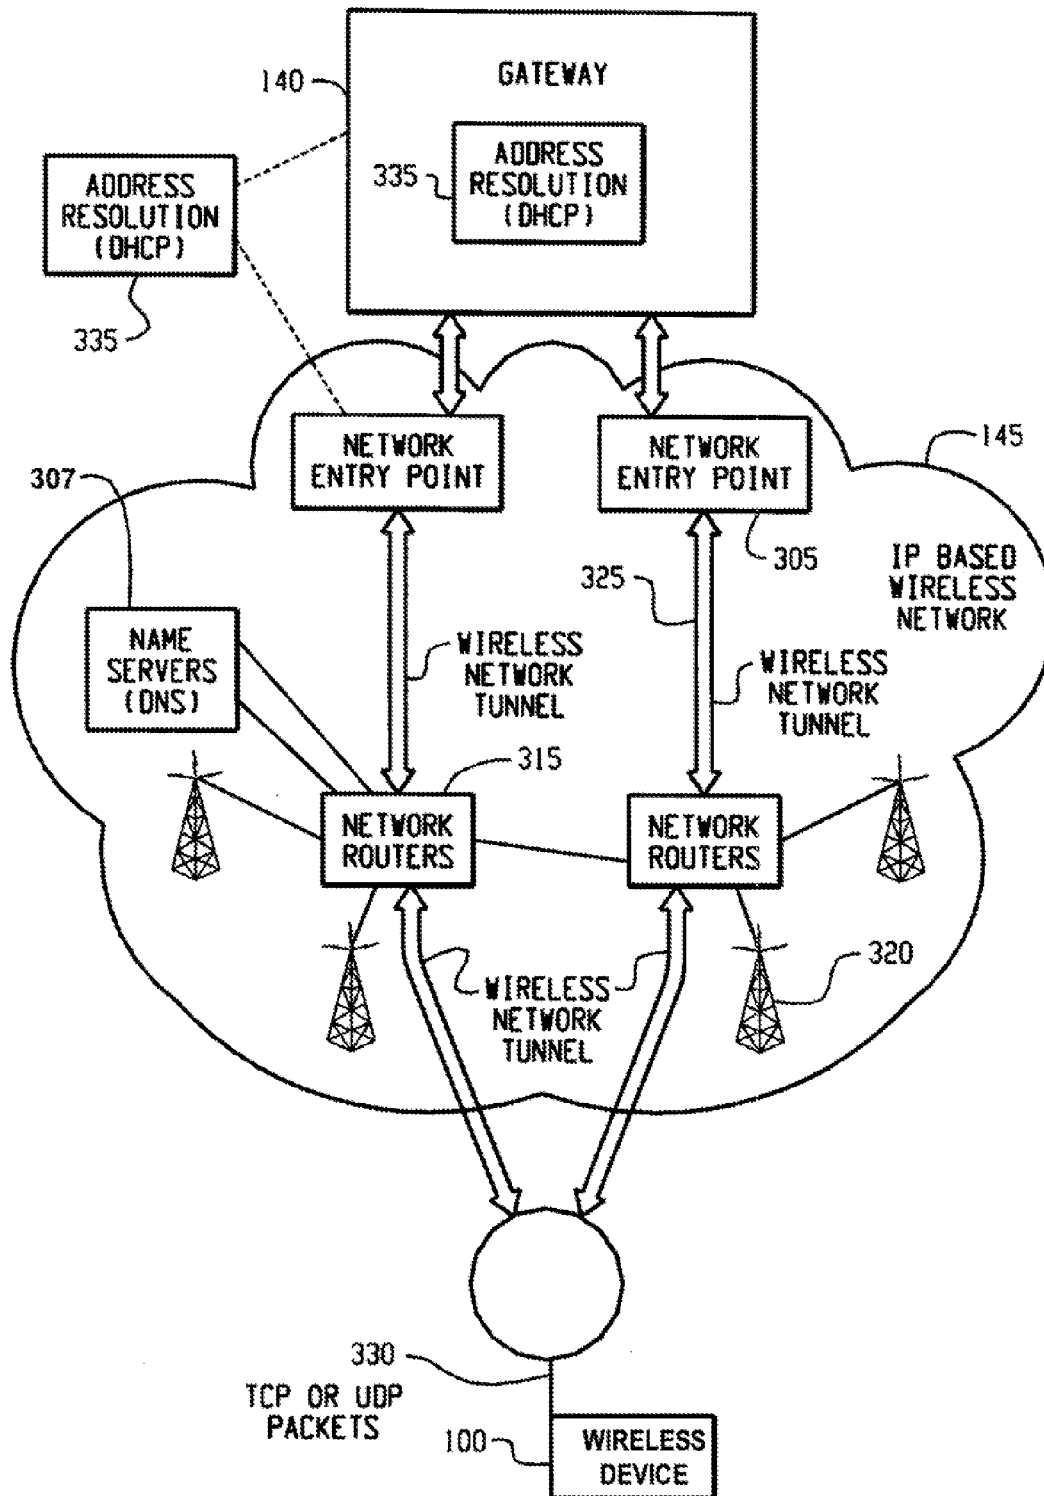 GATEWAY
140
ADDRESS
RESOLUTION
(DHCP)
335
ADDRESS
RESOLUTION
(DHCP)
335
NETWORK
ENTRY POINT
NETWORK
ENTRY POINT
145
307
305
325
IP BASED
WIRELESS
NETWORK
NAME
SERVERS
(DNS)
WIRELESS
NETWORK
TUNNEL
WIRELESS
NETWORK
TUNNEL
315
NETWORK
ROUTERS
NETWORK
ROUTERS
320
WIRELESS
NETWORK
TUNNEL
330
TCP OR UDP
PACKETS
100
WIRELESS
DEVICE